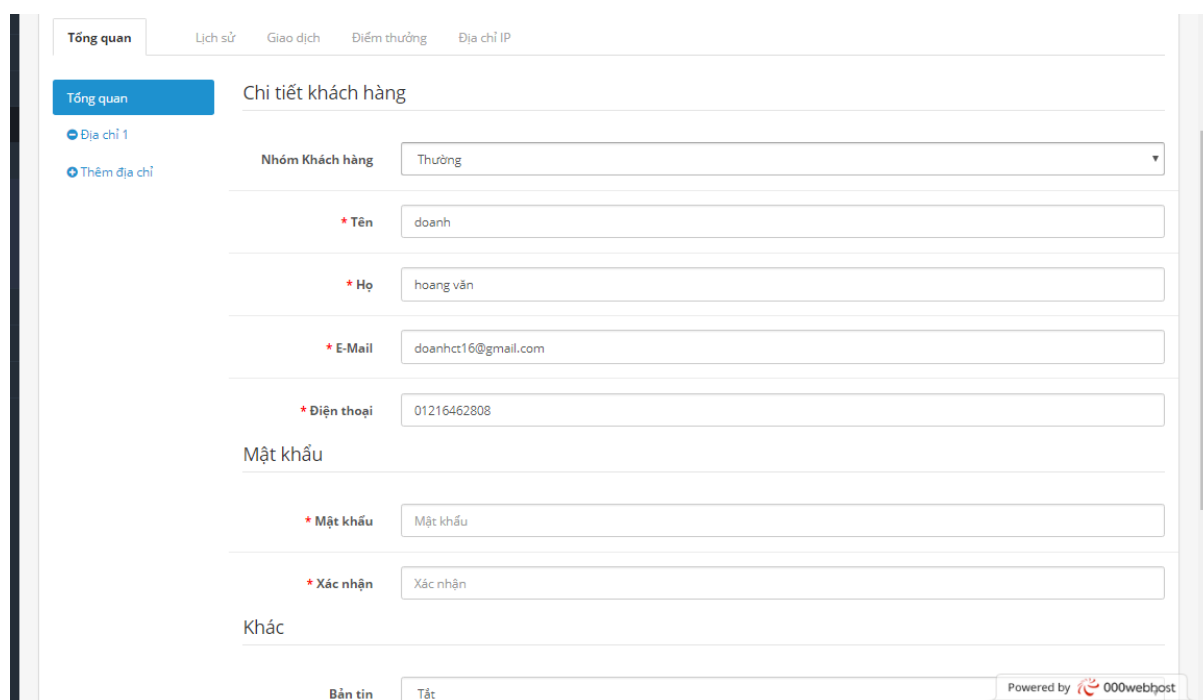 Tổng quan Lịch sử Giao dịch Điểm thưởng Địa chỉ IP
Tổng quan
Địa chỉ 1
Thêm địa chỉ
Chi tiết khách hàng
Nhóm Khách hàng Thường
* Tên doanh
* Họ hoang văn
* E-Mail doanhct16@gmail.com
* Điện thoại 01216462808
Mật khẩu
* Mật khẩu Mật khẩu
* Xác nhận Xác nhận
Khác
Bản tin Tắt
Powered by 000webhost